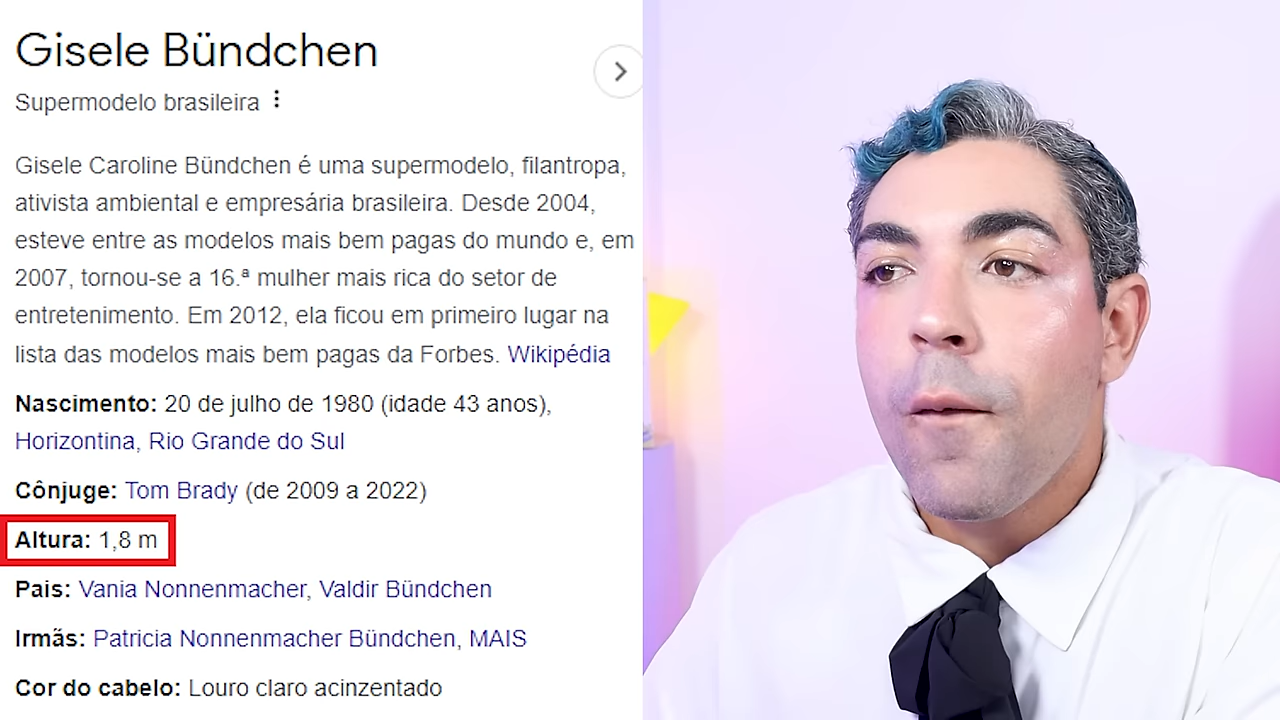 Gisele Bündchen
Supermodelo brasileira
Gisele Caroline Bündchen é uma supermodelo, filantropa,
ativista ambiental e empresária brasileira. Desde 2004,
esteve entre as modelos mais bem pagas do mundo e, em
2007, tornou-se a 16.ª mulher mais rica do setor de
entretenimento. Em 2012, ela ficou em primeiro lugar na
lista das modelos mais bem pagas da Forbes. Wikipédia
Nascimento: 20 de julho de 1980 (idade 43 anos),
Horizontina, Rio Grande do Sul
Cônjuge: Tom Brady (de 2009 a 2022)
Altura: 1,8 m
Pais: Vania Nonnenmacher, Valdir Bündchen
Irmãs: Patricia Nonnenmacher Bündchen, MAIS
Cor do cabelo: Louro claro acinzentado